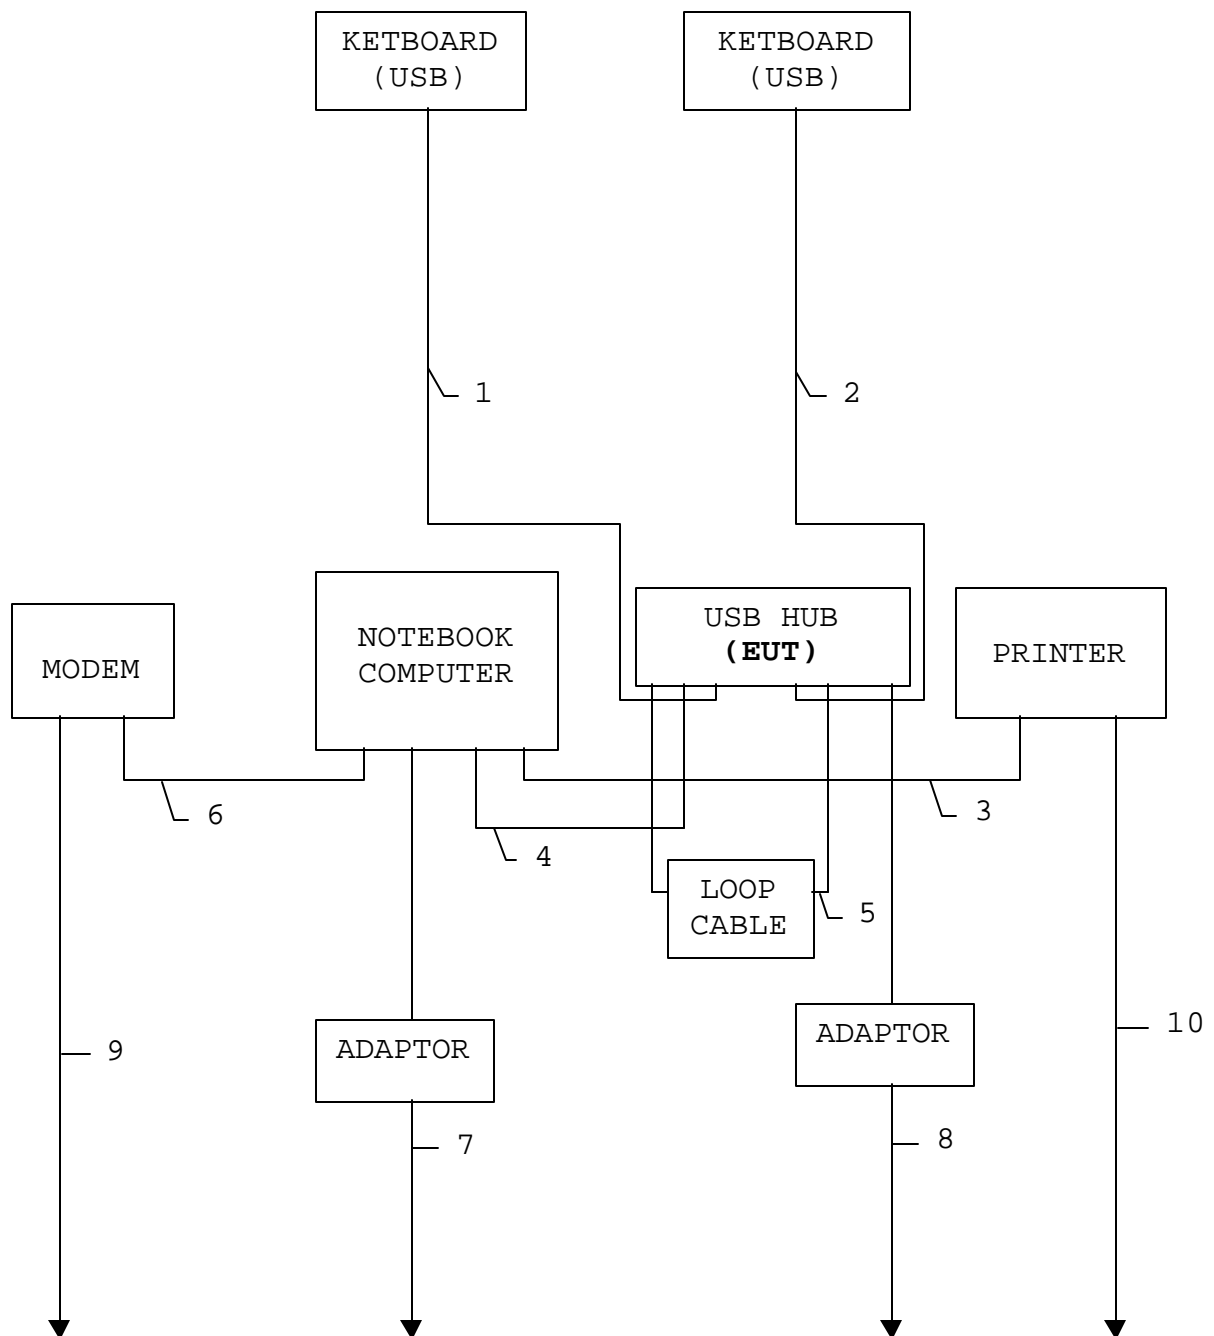 KETBOARD
(USB)
KETBOARD
(USB)
1
2
MODEM
NOTEBOOK
COMPUTER
USB HUB
(EUT)
PRINTER
6
4
3
LOOP
CABLE
5
9
ADAPTOR
ADAPTOR
10
7
8